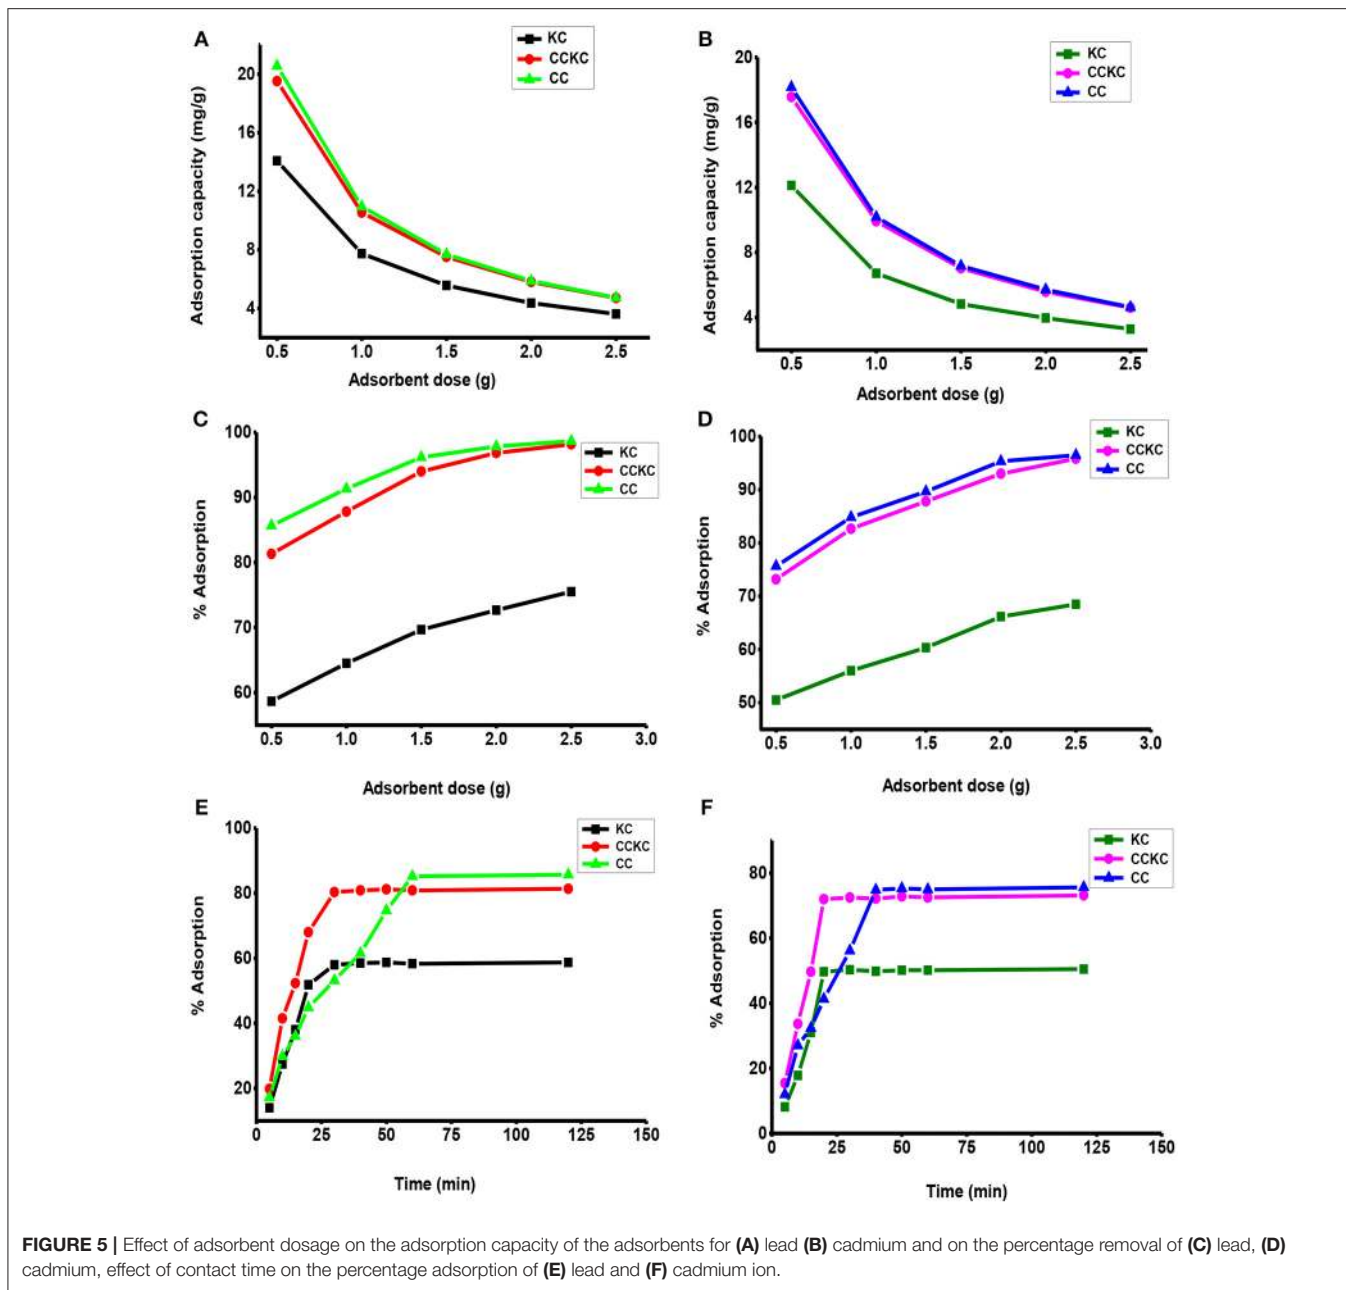 A
KC
CCKC
CC
Adsorption capacity (mg/g)
20
16
12
8
4
0.5 1.0 1.5 2.0 2.5
Adsorbent dose (g)
B
KC
CCKC
CC
Adsorption capacity (mg/g)
20
16
12
8
4
0.5 1.0 1.5 2.0 2.5
Adsorbent dose (g)
C
KC
CCKC
CC
% Adsorption
100
90
80
70
60
0.5 1.0 1.5 2.0 2.5 3.0
Adsorbent dose (g)
D
KC
CCKC
CC
% Adsorption
100
90
80
70
60
50
0.5 1.0 1.5 2.0 2.5 3.0
Adsorbent dose (g)
E
KC
CCKC
CC
% Adsorption
100
80
60
40
20
0 25 50 75 100 125 150
Time (min)
F
KC
CCKC
CC
% Adsorption
80
60
40
20
0
0 25 50 75 100 125 150
Time (min)
FIGURE 5 | Effect of adsorbent dosage on the adsorption capacity of the adsorbents for (A) lead (B) cadmium and on the percentage removal of (C) lead, (D)
cadmium, effect of contact time on the percentage adsorption of (E) lead and (F) cadmium ion.